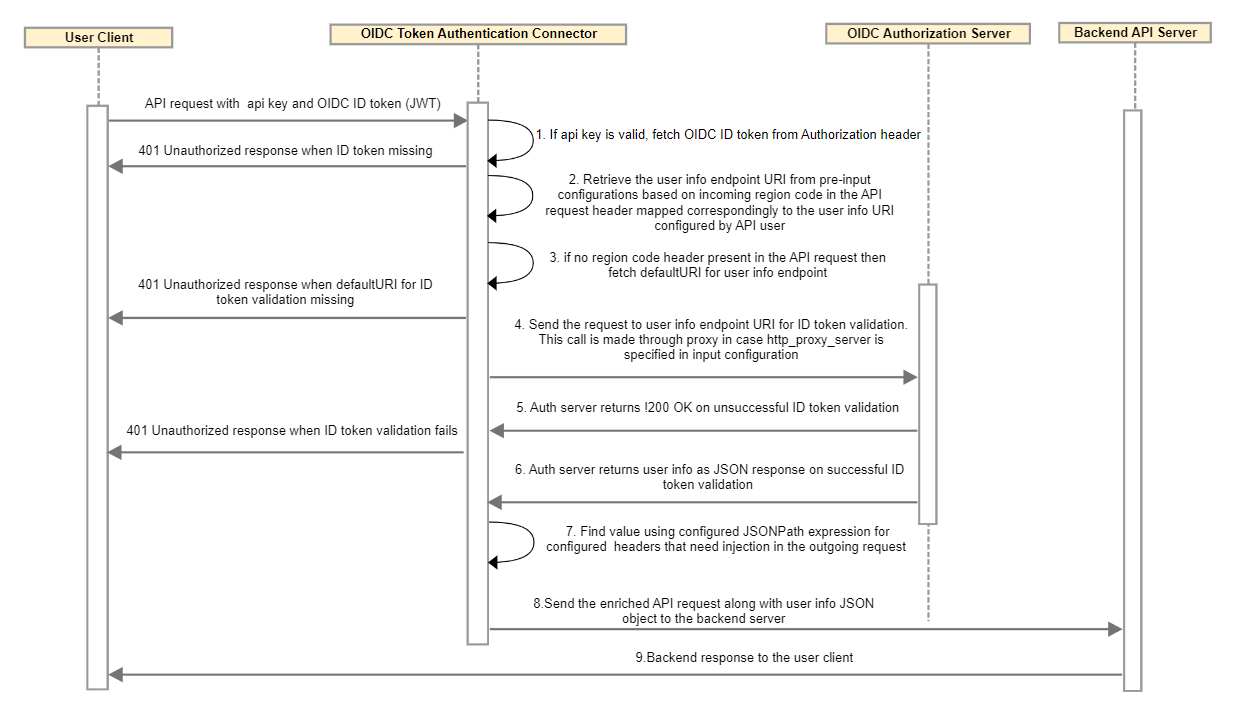 User Client
OIDC Token Authentication Connector
OIDC Authorization Server
Backend API Server
API request with api key and OIDC ID token (JWT)
1. If api key is valid, fetch OIDC ID token from Authorization header
401 Unauthorized response when ID token missing
2. Retrieve the user info endpoint URI from pre-input
configurations based on incoming region code in the API
request header mapped correspondingly to the user info URI
configured by API user
3. if no region code header present in the API request then
fetch defaultURI for user info endpoint
401 Unauthorized response when defaultURI for ID
token validation missing
4. Send the request to user info endpoint URI for ID token validation.
This call is made through proxy in case http_proxy_server is
specified in input configuration
5. Auth server returns !200 OK on unsuccessful ID token validation
401 Unauthorized response when ID token validation fails
6. Auth server returns user info as JSON response on successful ID
token validation
7. Find value using configured JSONPath expression for
configured headers that need injection in the outgoing request
8.Send the enriched API request along with user info JSON
object to the backend server
9.Backend response to the user client